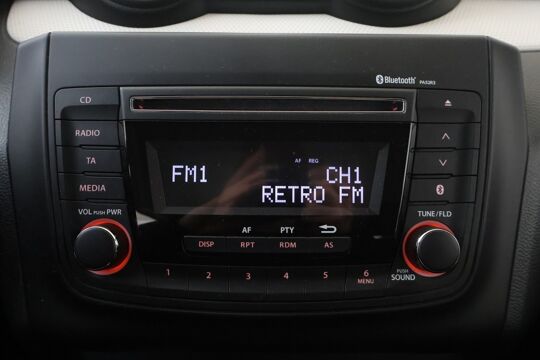 Bluetooth PA52R3
CD
RADIO
TA
MEDIA
VOL PUSH PWR
AF REG
FM1 CH1
RETRO FM
TUNE/FLD
AF PTY
DISP RPT RDM AS
1 2 3 4 5 6
MENU
PUSH
SOUND